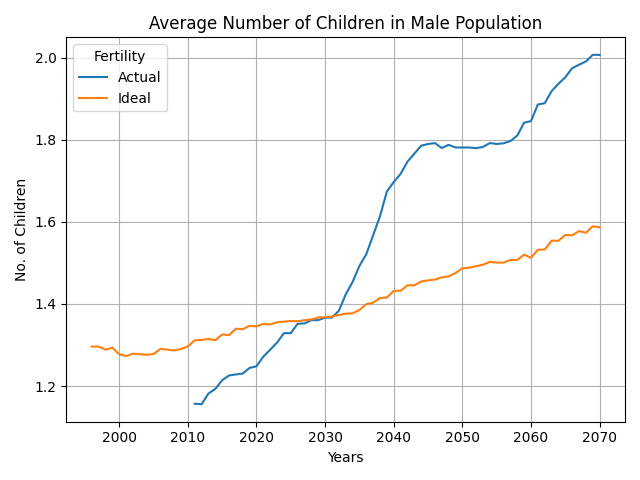 Average Number of Children in Male Population
Fertility
Actual
Ideal
No. of Children
2.0
1.8
1.6
1.4
1.2
2000 2010 2020 2030 2040 2050 2060 2070
Years